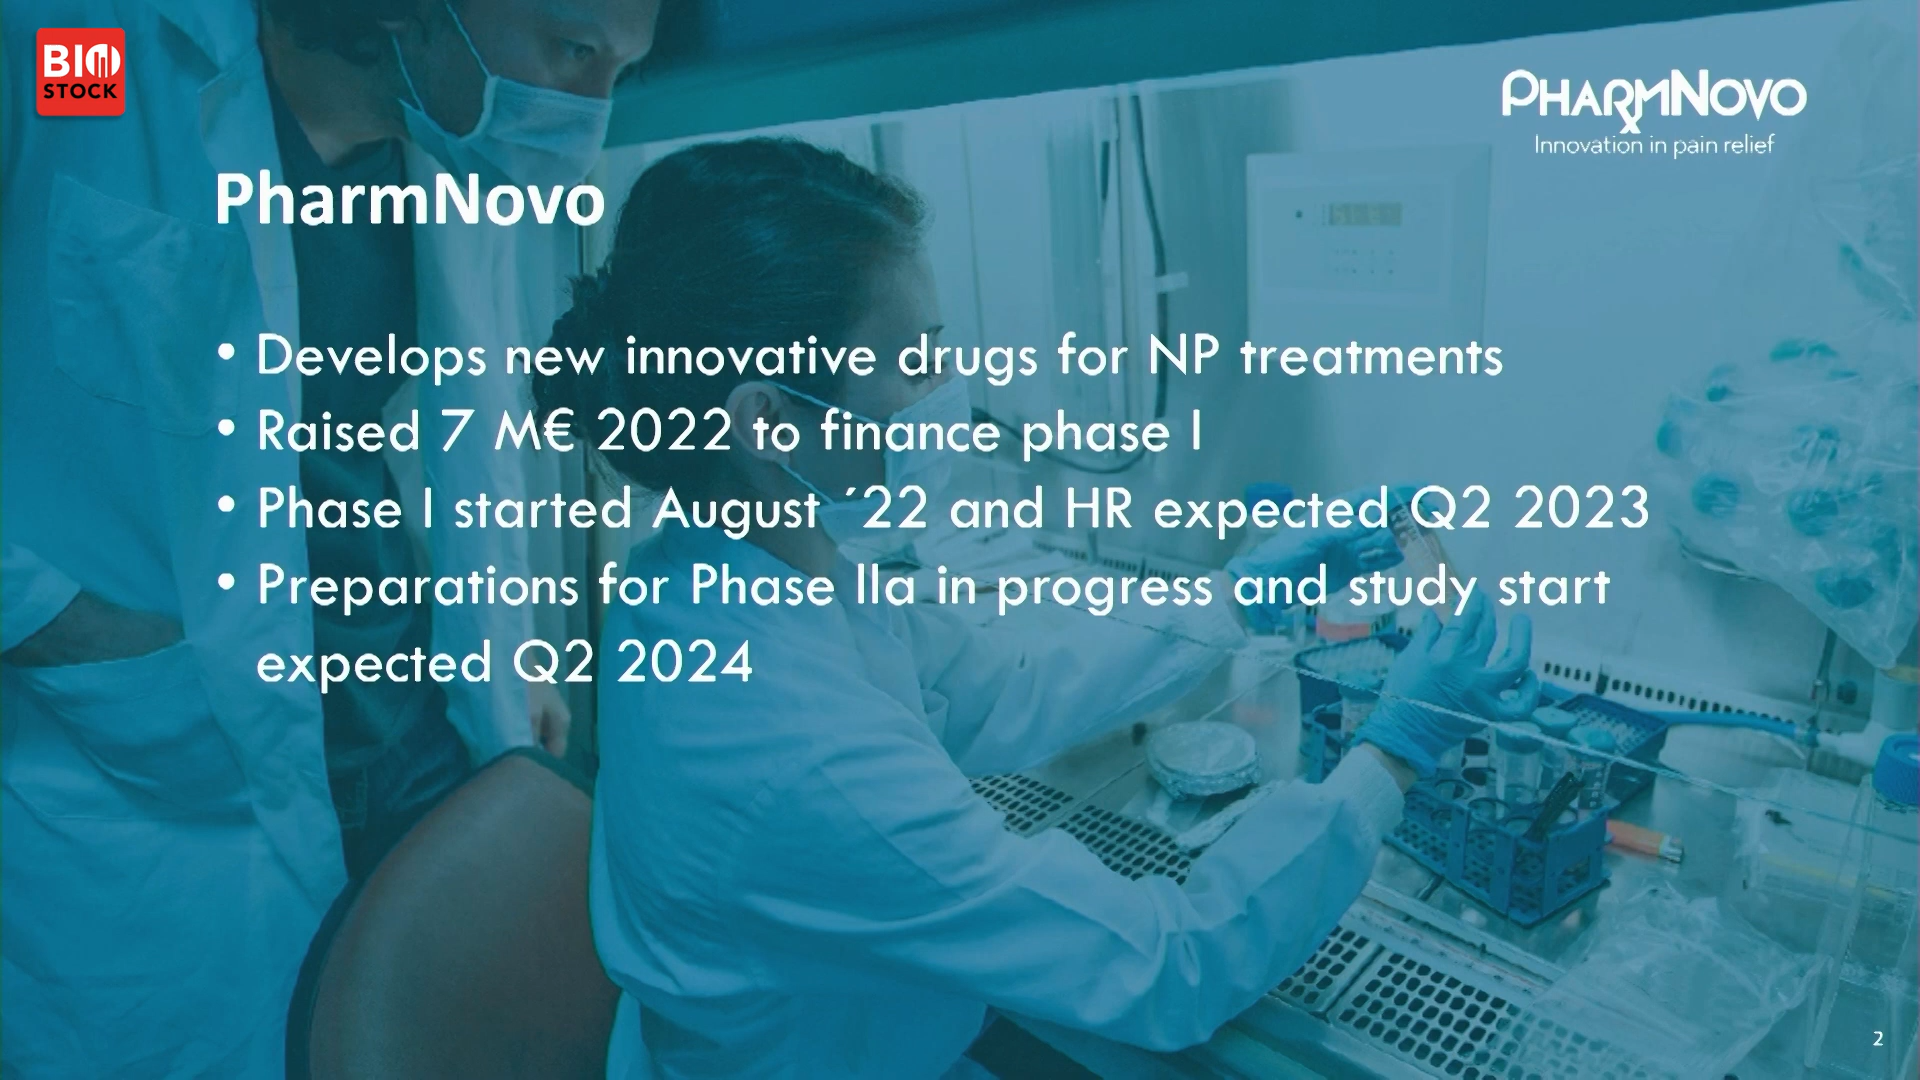 BIO
STOCK
PHARMNOVO
Innovation in pain relief
PharmNovo
• Develops new innovative drugs for NP treatments
• Raised 7 M€ 2022 to finance phase I
• Phase I started August ´22 and HR expected Q2 2023
• Preparations for Phase IIa in progress and study start
expected Q2 2024
2